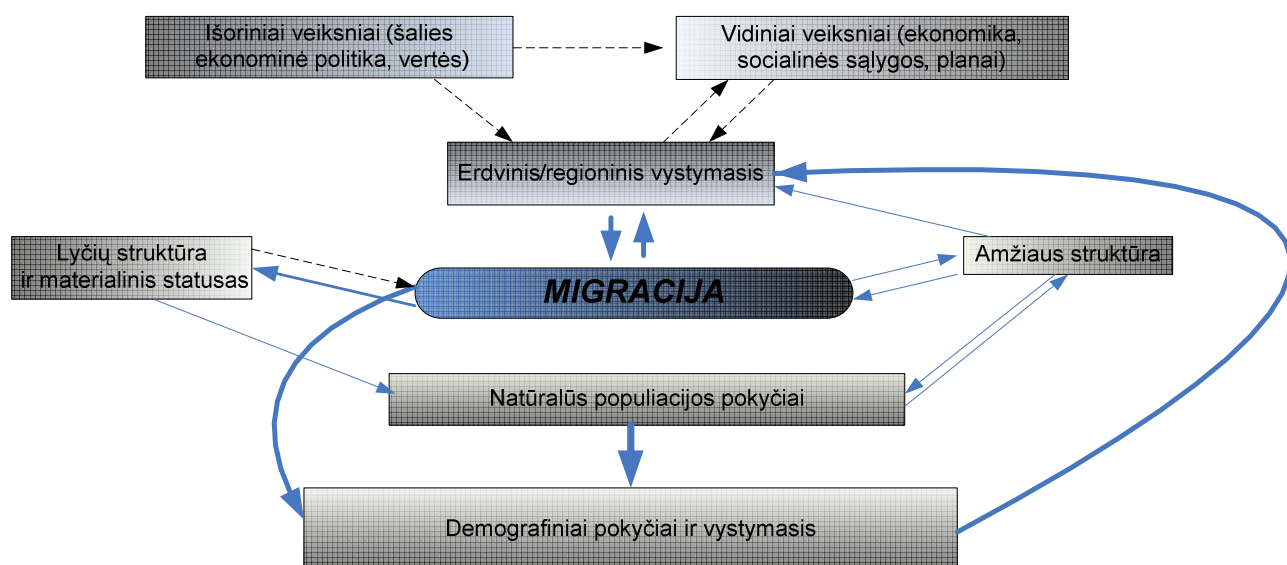 Išoriniai veiksniai (šalies
ekonominė politika, vertės)
Vidiniai veiksniai (ekonomika,
socialinės sąlygos, planai)
Erdvinis/regioninis vystymasis
Lyčių struktūra
ir materialinis statusas
Amžiaus struktūra
MIGRACIJA
Natūralūs populiacijos pokyčiai
Demografiniai pokyčiai ir vystymasis